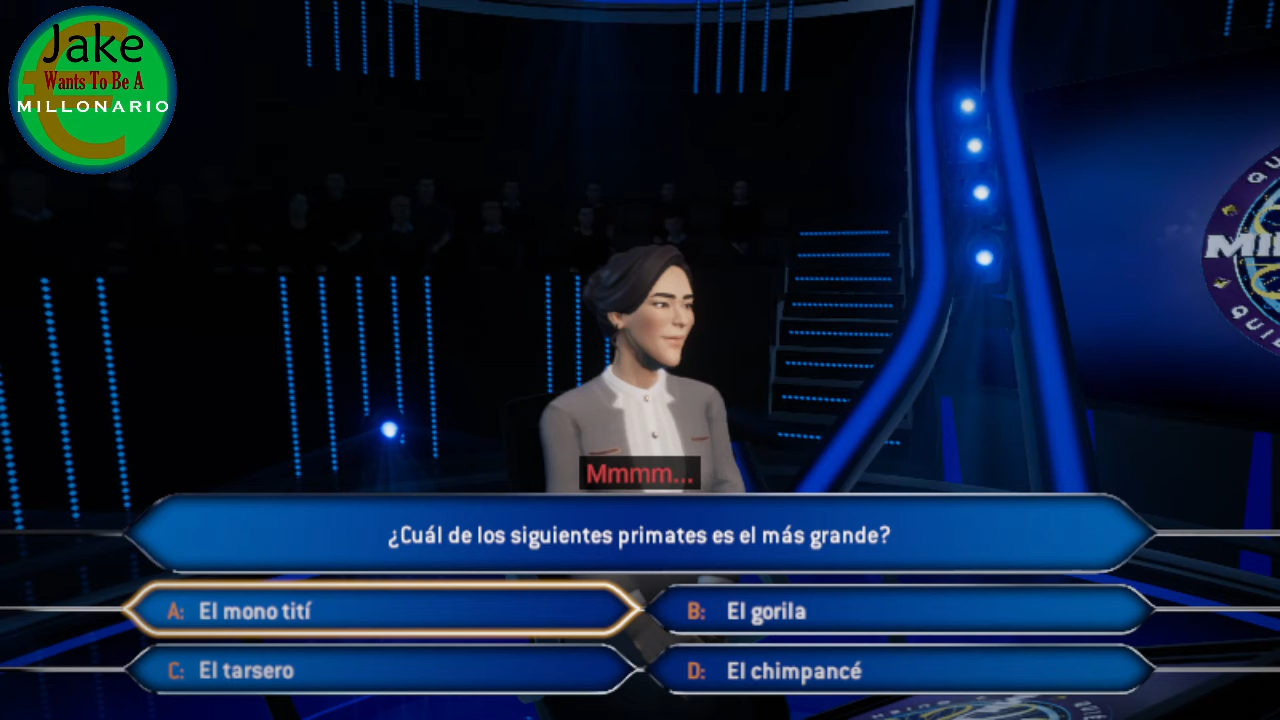 Jake
Wants To Be A
MILLONARIO
Mmmm...
¿Cuál de los siguientes primates es el más grande?
A: El mono tití
B: El gorila
C: El tarsero
D: El chimpancé